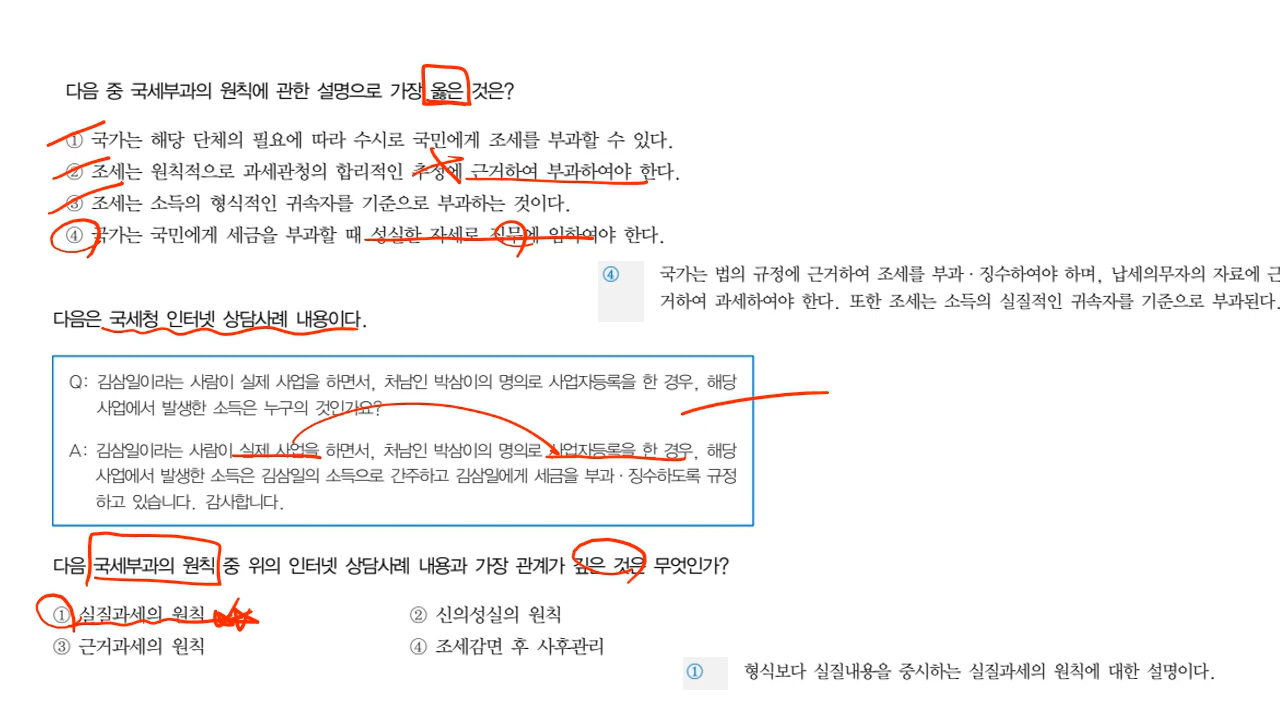 다음 중 국세부과의 원칙에 관한 설명으로 가장 옳은 것은?
① 국가는 해당 단체의 필요에 따라 수시로 국민에게 조세를 부과할 수 있다.
② 조세는 원칙적으로 과세관청의 합리적인 추정에 근거하여 부과하여야 한다.
③ 조세는 소득의 형식적인 귀속자를 기준으로 부과하는 것이다.
④ 국가는 국민에게 세금을 부과할 때 성실한 자세로 직무에 임하여야 한다.
④ 국가는 법의 규정에 근거하여 조세를 부과·징수하여야 하며, 납세의무자의 자료에 근
거하여 과세하여야 한다. 또한 조세는 소득의 실질적인 귀속자를 기준으로 부과된다.
다음은 국세청 인터넷 상담사례 내용이다.
Q: 김삼일이라는 사람이 실제 사업을 하면서, 처남인 박삼이의 명의로 사업자등록을 한 경우, 해당
사업에서 발생한 소득은 누구의 것인가요?
A: 김삼일이라는 사람이 실제 사업을 하면서, 처남인 박삼이의 명의로 사업자등록을 한 경우, 해당
사업에서 발생한 소득은 김삼일의 소득으로 간주하고 김삼일에게 세금을 부과·징수하도록 규정
하고 있습니다. 감사합니다.
다음 국세부과의 원칙 중 위의 인터넷 상담사례 내용과 가장 관계가 깊은 것은 무엇인가?
① 실질과세의 원칙 ② 신의성실의 원칙
③ 근거과세의 원칙 ④ 조세감면 후 사후관리
① 형식보다 실질내용을 중시하는 실질과세의 원칙에 대한 설명이다.